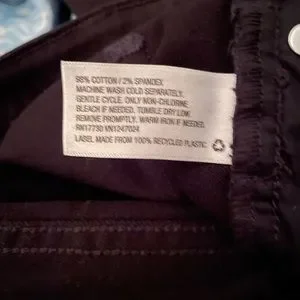 98% COTTON / 2% SPANDEX
MACHINE WASH COLD SEPARATELY.
GENTLE CYCLE. ONLY NON-CHLORINE
BLEACH IF NEEDED. TUMBLE DRY LOW.
REMOVE PROMPTLY. WARM IRON IF NEEDED.
RN17730 VN1247024
LABEL MADE FROM 100% RECYCLED PLASTIC